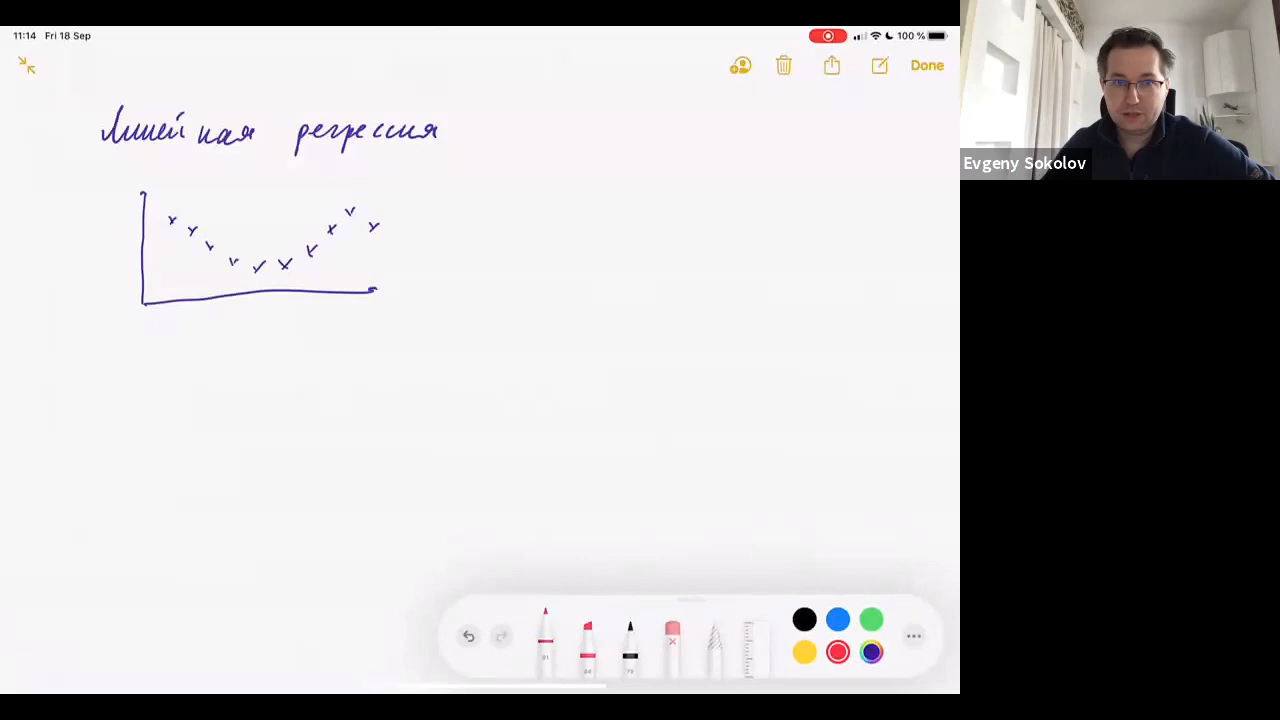 11:14 Fri 18 Sep
100 %
Done
Линейная регрессия
Evgeny Sokolov